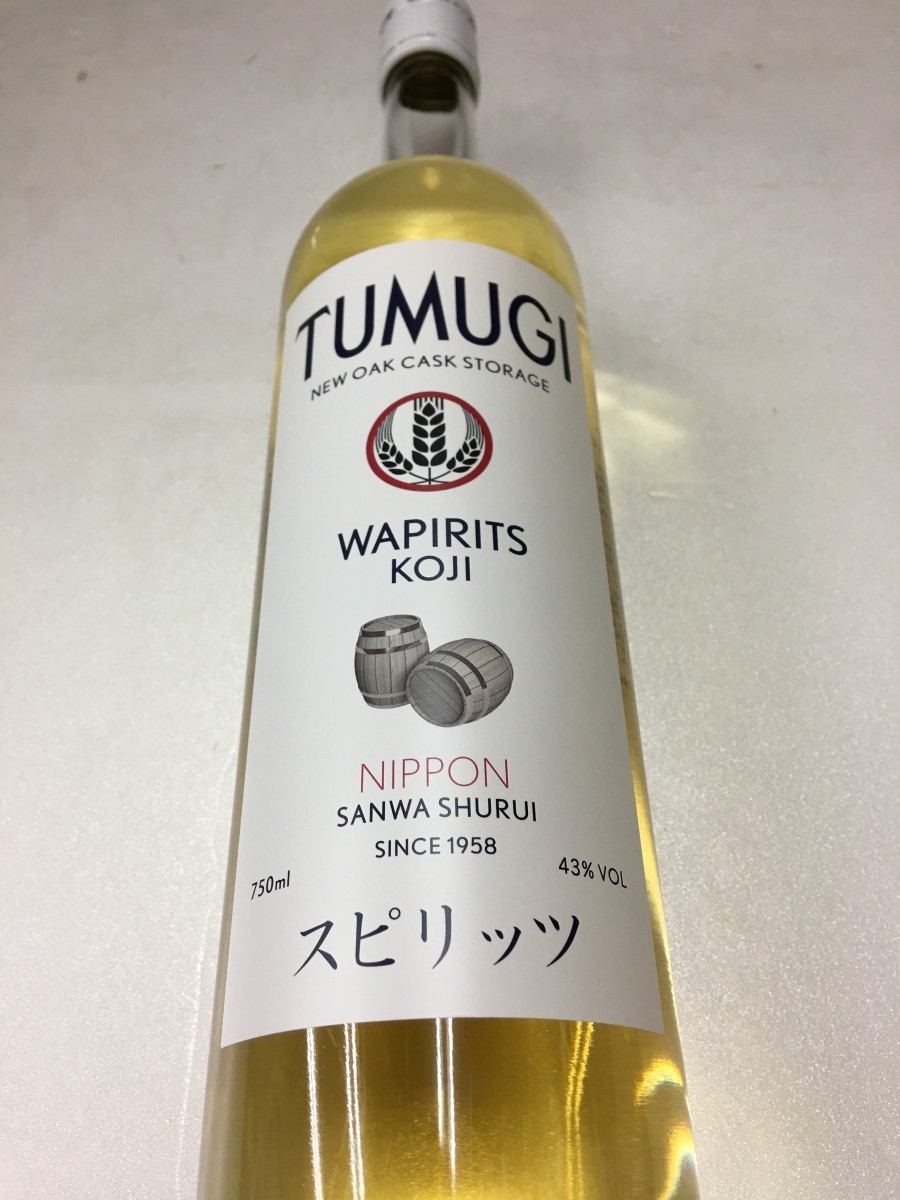 TUMUGI
NEW OAK CASK STORAGE
WAPIRITS
KOJI
NIPPON
SANWA SHURUI
SINCE 1958
750ml
43% VOL
スピリッツ